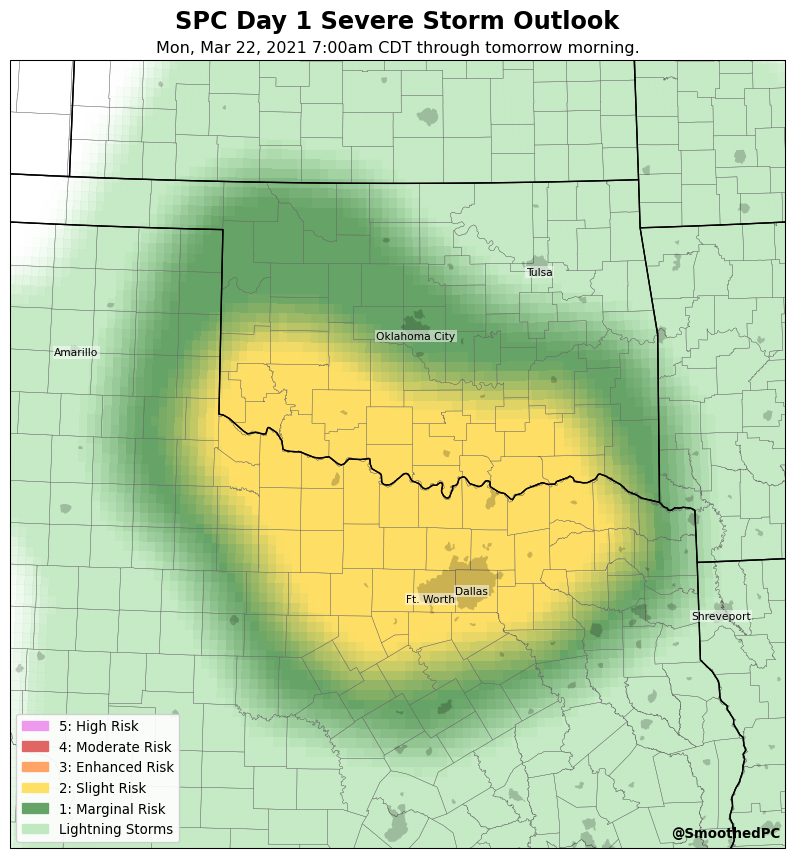 SPC Day 1 Severe Storm Outlook
Mon, Mar 22, 2021 7:00am CDT through tomorrow morning.
Tulsa
Oklahoma City
Amarillo
Dallas
Ft. Worth
Shreveport
5: High Risk
4: Moderate Risk
3: Enhanced Risk
2: Slight Risk
1: Marginal Risk
Lightning Storms
@SmoothedPC